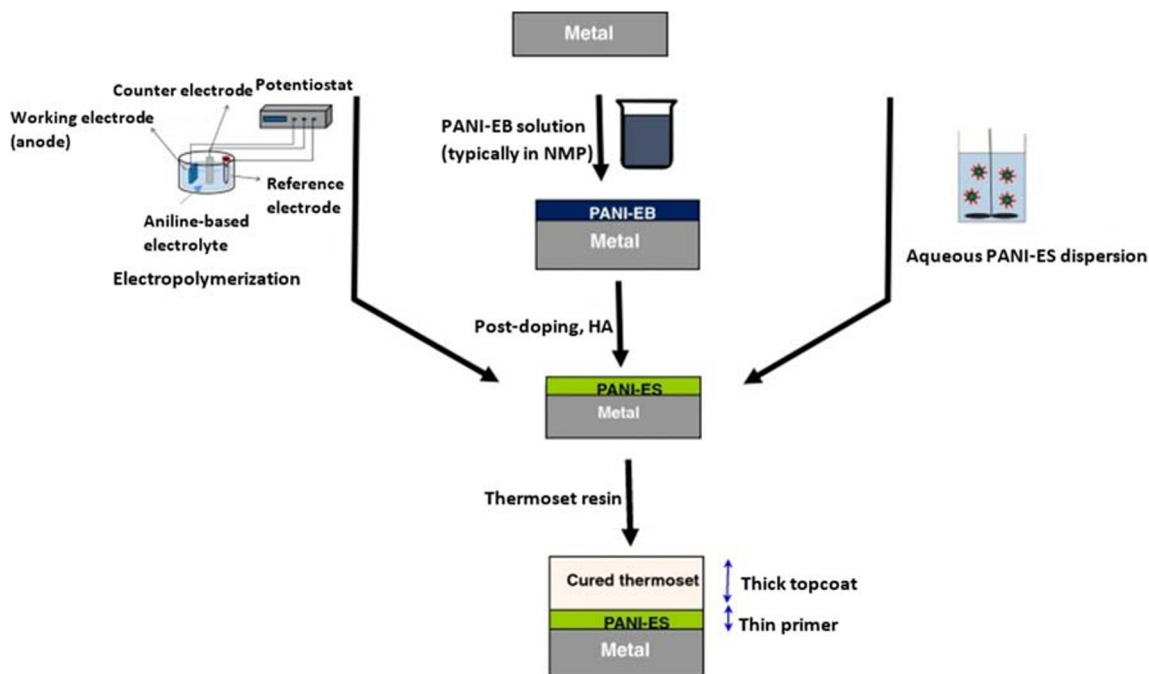 Metal
Counter electrode
Potentiostat
Working electrode
(anode)
Reference
electrode
Aniline-based
electrolyte
Electropolymerization
PANI-EB solution
(typically in NMP)
PANI-EB
Metal
Aqueous PANI-ES dispersion
Post-doping, HA
PANI-ES
Metal
Thermoset resin
Cured thermoset
Thick topcoat
PANI-ES
Thin primer
Metal